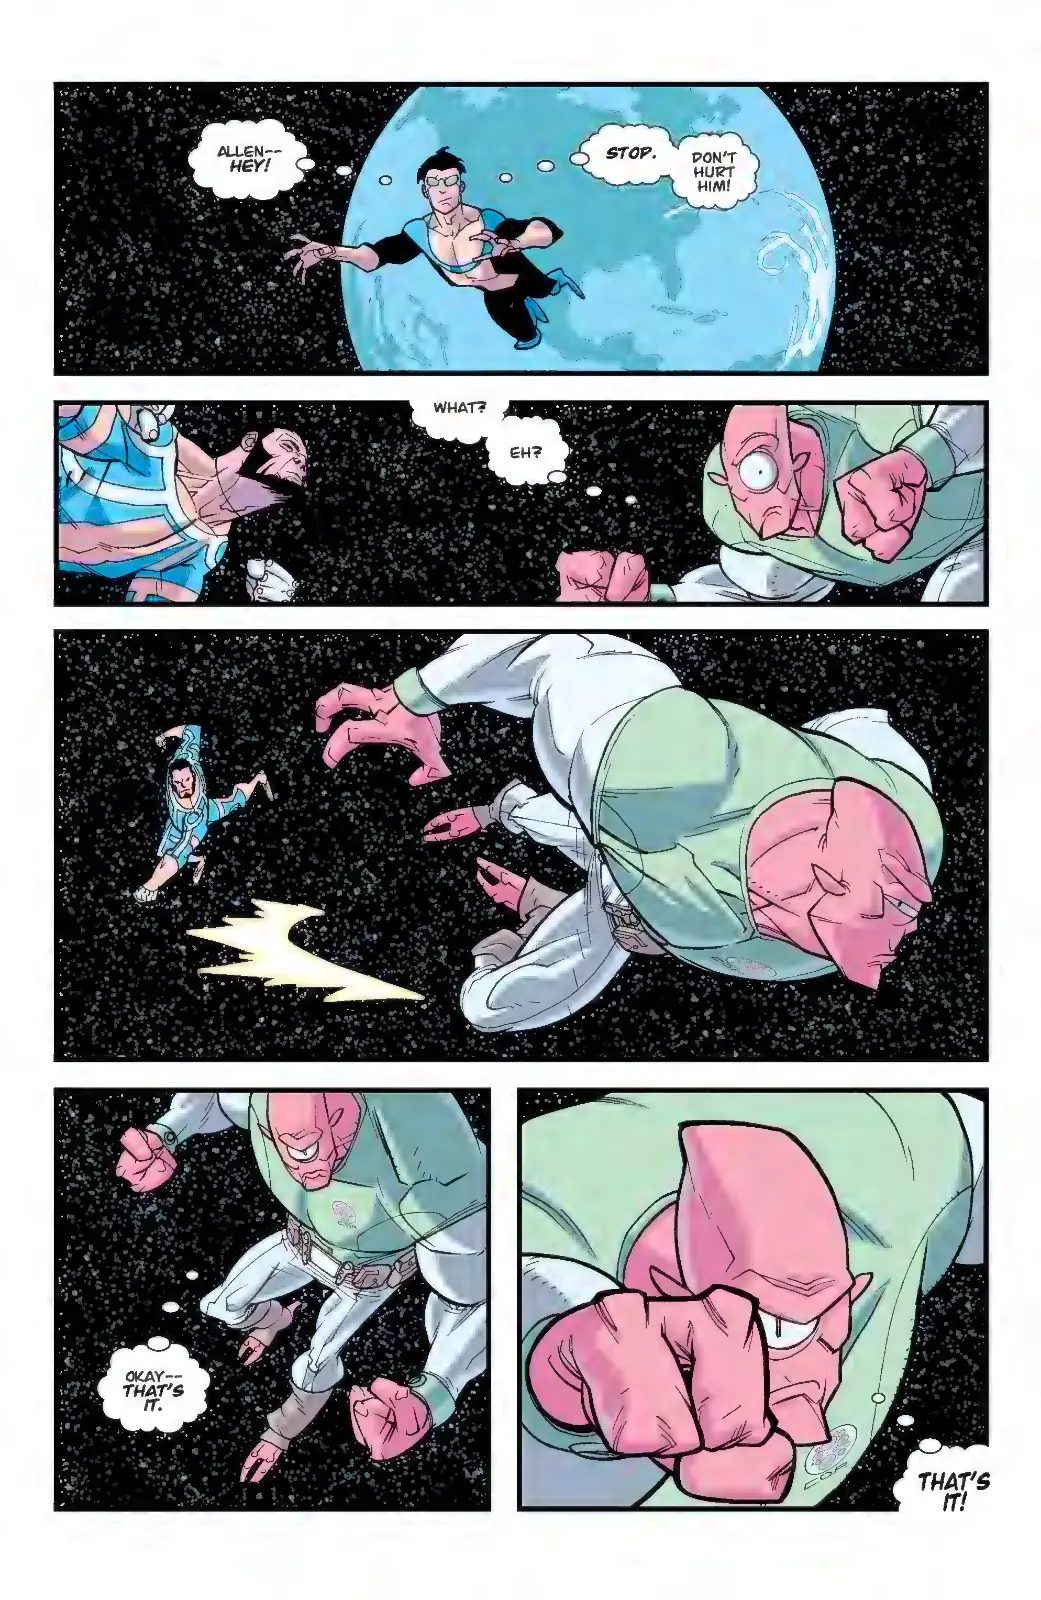 ALLEN--
HEY!
STOP.
DON'T
HURT
HIM!
WHAT?
EH?
OKAY--
THAT'S
IT.
THAT'S
IT!